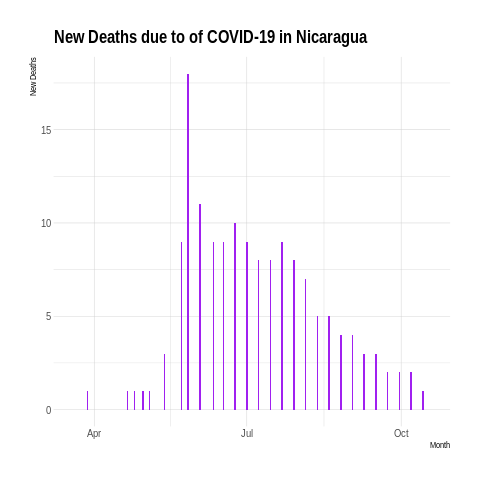 New Deaths due to of COVID-19 in Nicaragua
New Deaths
15
10
5
0
Apr
Jul
Oct
Month